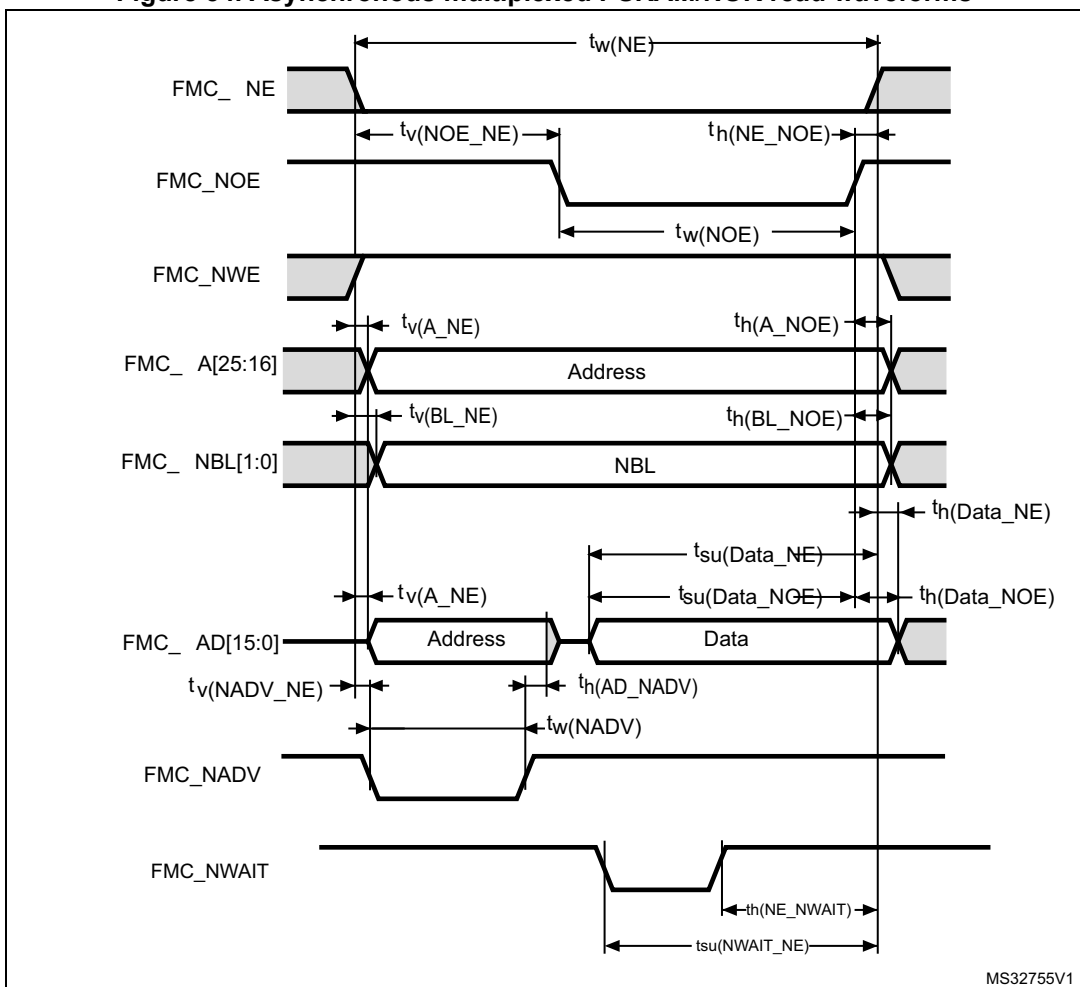 Figure Asynchronous multiplexed PSRAM/NOR read waveforms
tw(NE)
FMC_ NE
tv(NOE_NE)
th(NE_NOE)
FMC_NOE
tw(NOE)
FMC_NWE
tv(A_NE)
th(A_NOE)
FMC_ A[25:16]
Address
tv(BL_NE)
th(BL_NOE)
FMC_ NBL[1:0]
NBL
th(Data_NE)
tsu(Data_NE)
tv(A_NE)
tsu(Data_NOE)
th(Data_NOE)
FMC_ AD[15:0]
Address
Data
tv(NADV_NE)
th(AD_NADV)
tw(NADV)
FMC_NADV
FMC_NWAIT
th(NE_NWAIT)
tsu(NWAIT_NE)
MS32755V1